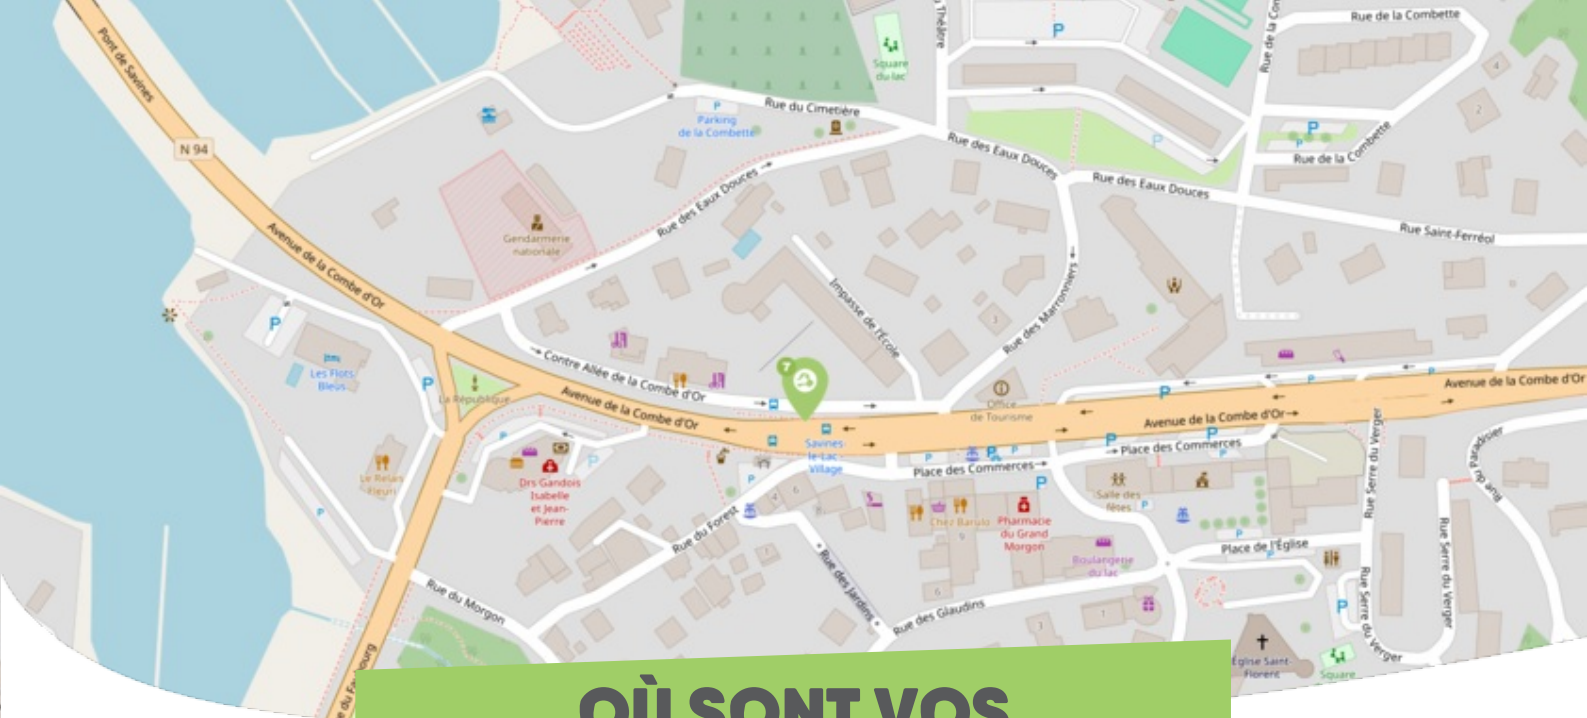 Pont de Savines
N 94
Avenue de la Combe d'Or
Square
du lac
Rue du Cimetière
Parking
de la Combette
Rue des Eaux Douces
Rue des Eaux Douces
Rue des Eaux Douces
Rue de la Combette
Rue de la Combette
Rue Saint-Ferréol
Gendarmerie
nationale
Les Flots
Bleus
La République
Contre Allée de la Combe d'Or
Avenue de la Combe d'Or
Impasse de l'École
Rue des Marronniers
7
Office
de Tourisme
Savines-
le-Lac -
Village
Avenue de la Combe d'Or
Avenue de la Combe d'Or
Place des Commerces
Place des Commerces
Drs Gandois
Isabelle
et Jean-
Pierre
Rue du Forest
Chez Barulo
Pharmacie
du Grand
Morgon
Salle des
fêtes
Boulangerie
du lac
Place de l'Église
Rue Serre du Verger
Rue Serre du Verger
Rue Serre du Verger
Rue du Paradisier
Rue du Morgon
Rue des Jardins
Rue des Glaudins
Église Saint-
Florent
Square
OÙ SONT VOS